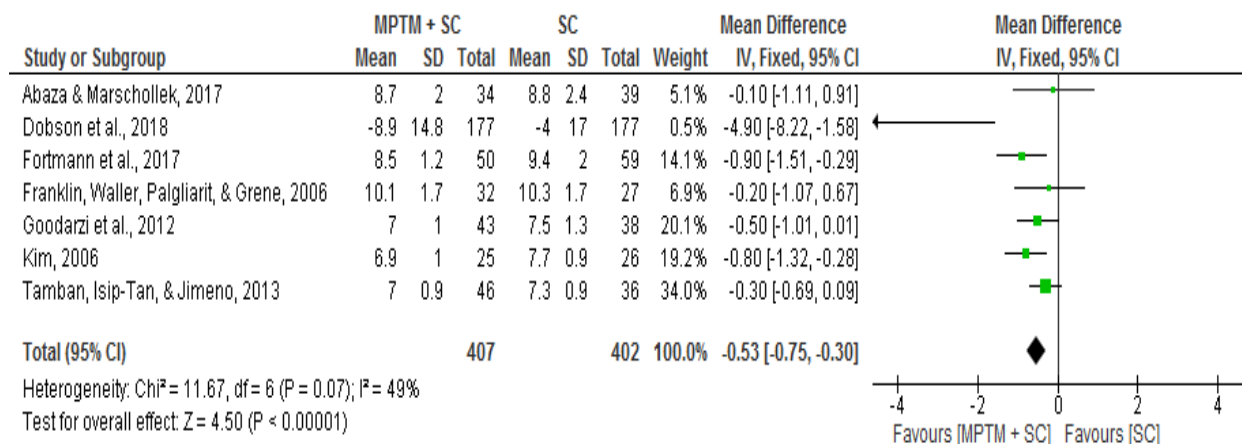 MPTM + SC SC Mean Difference Mean Difference
Study or Subgroup Mean SD Total Mean SD Total Weight IV, Fixed, 95% CI IV, Fixed, 95% CI
Abaza & Marschollek, 2017 8.7 2 34 8.8 2.4 39 5.1% -0.10 [-1.11, 0.91]
Dobson et al., 2018 -8.9 14.8 177 -4 17 177 0.5% -4.90 [-8.22, -1.58]
Fortmann et al., 2017 8.5 1.2 50 9.4 2 59 14.1% -0.90 [-1.51, -0.29]
Franklin, Waller, Palgliarit, & Grene, 2006 10.1 1.7 32 10.3 1.7 27 6.9% -0.20 [-1.07, 0.67]
Goodarzi et al., 2012 7 1 43 7.5 1.3 38 20.1% -0.50 [-1.01, 0.01]
Kim, 2006 6.9 1 25 7.7 0.9 26 19.2% -0.80 [-1.32, -0.28]
Tamban, Isip-Tan, & Jimeno, 2013 7 0.9 46 7.3 0.9 36 34.0% -0.30 [-0.69, 0.09]
Total (95% CI) 407 402 100.0% -0.53 [-0.75, -0.30]
Heterogeneity: Chi² = 11.67, df = 6 (P = 0.07); I² = 49%
Test for overall effect: Z = 4.50 (P < 0.00001)
-4 -2 0 2 4
Favours [MPTM + SC] Favours [SC]